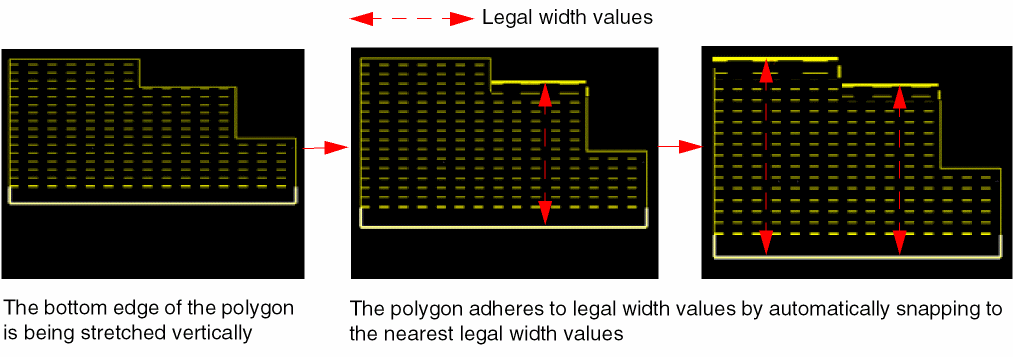 Legal width values
The bottom edge of the polygon
is being stretched vertically
The polygon adheres to legal width values by automatically snapping to
the nearest legal width values